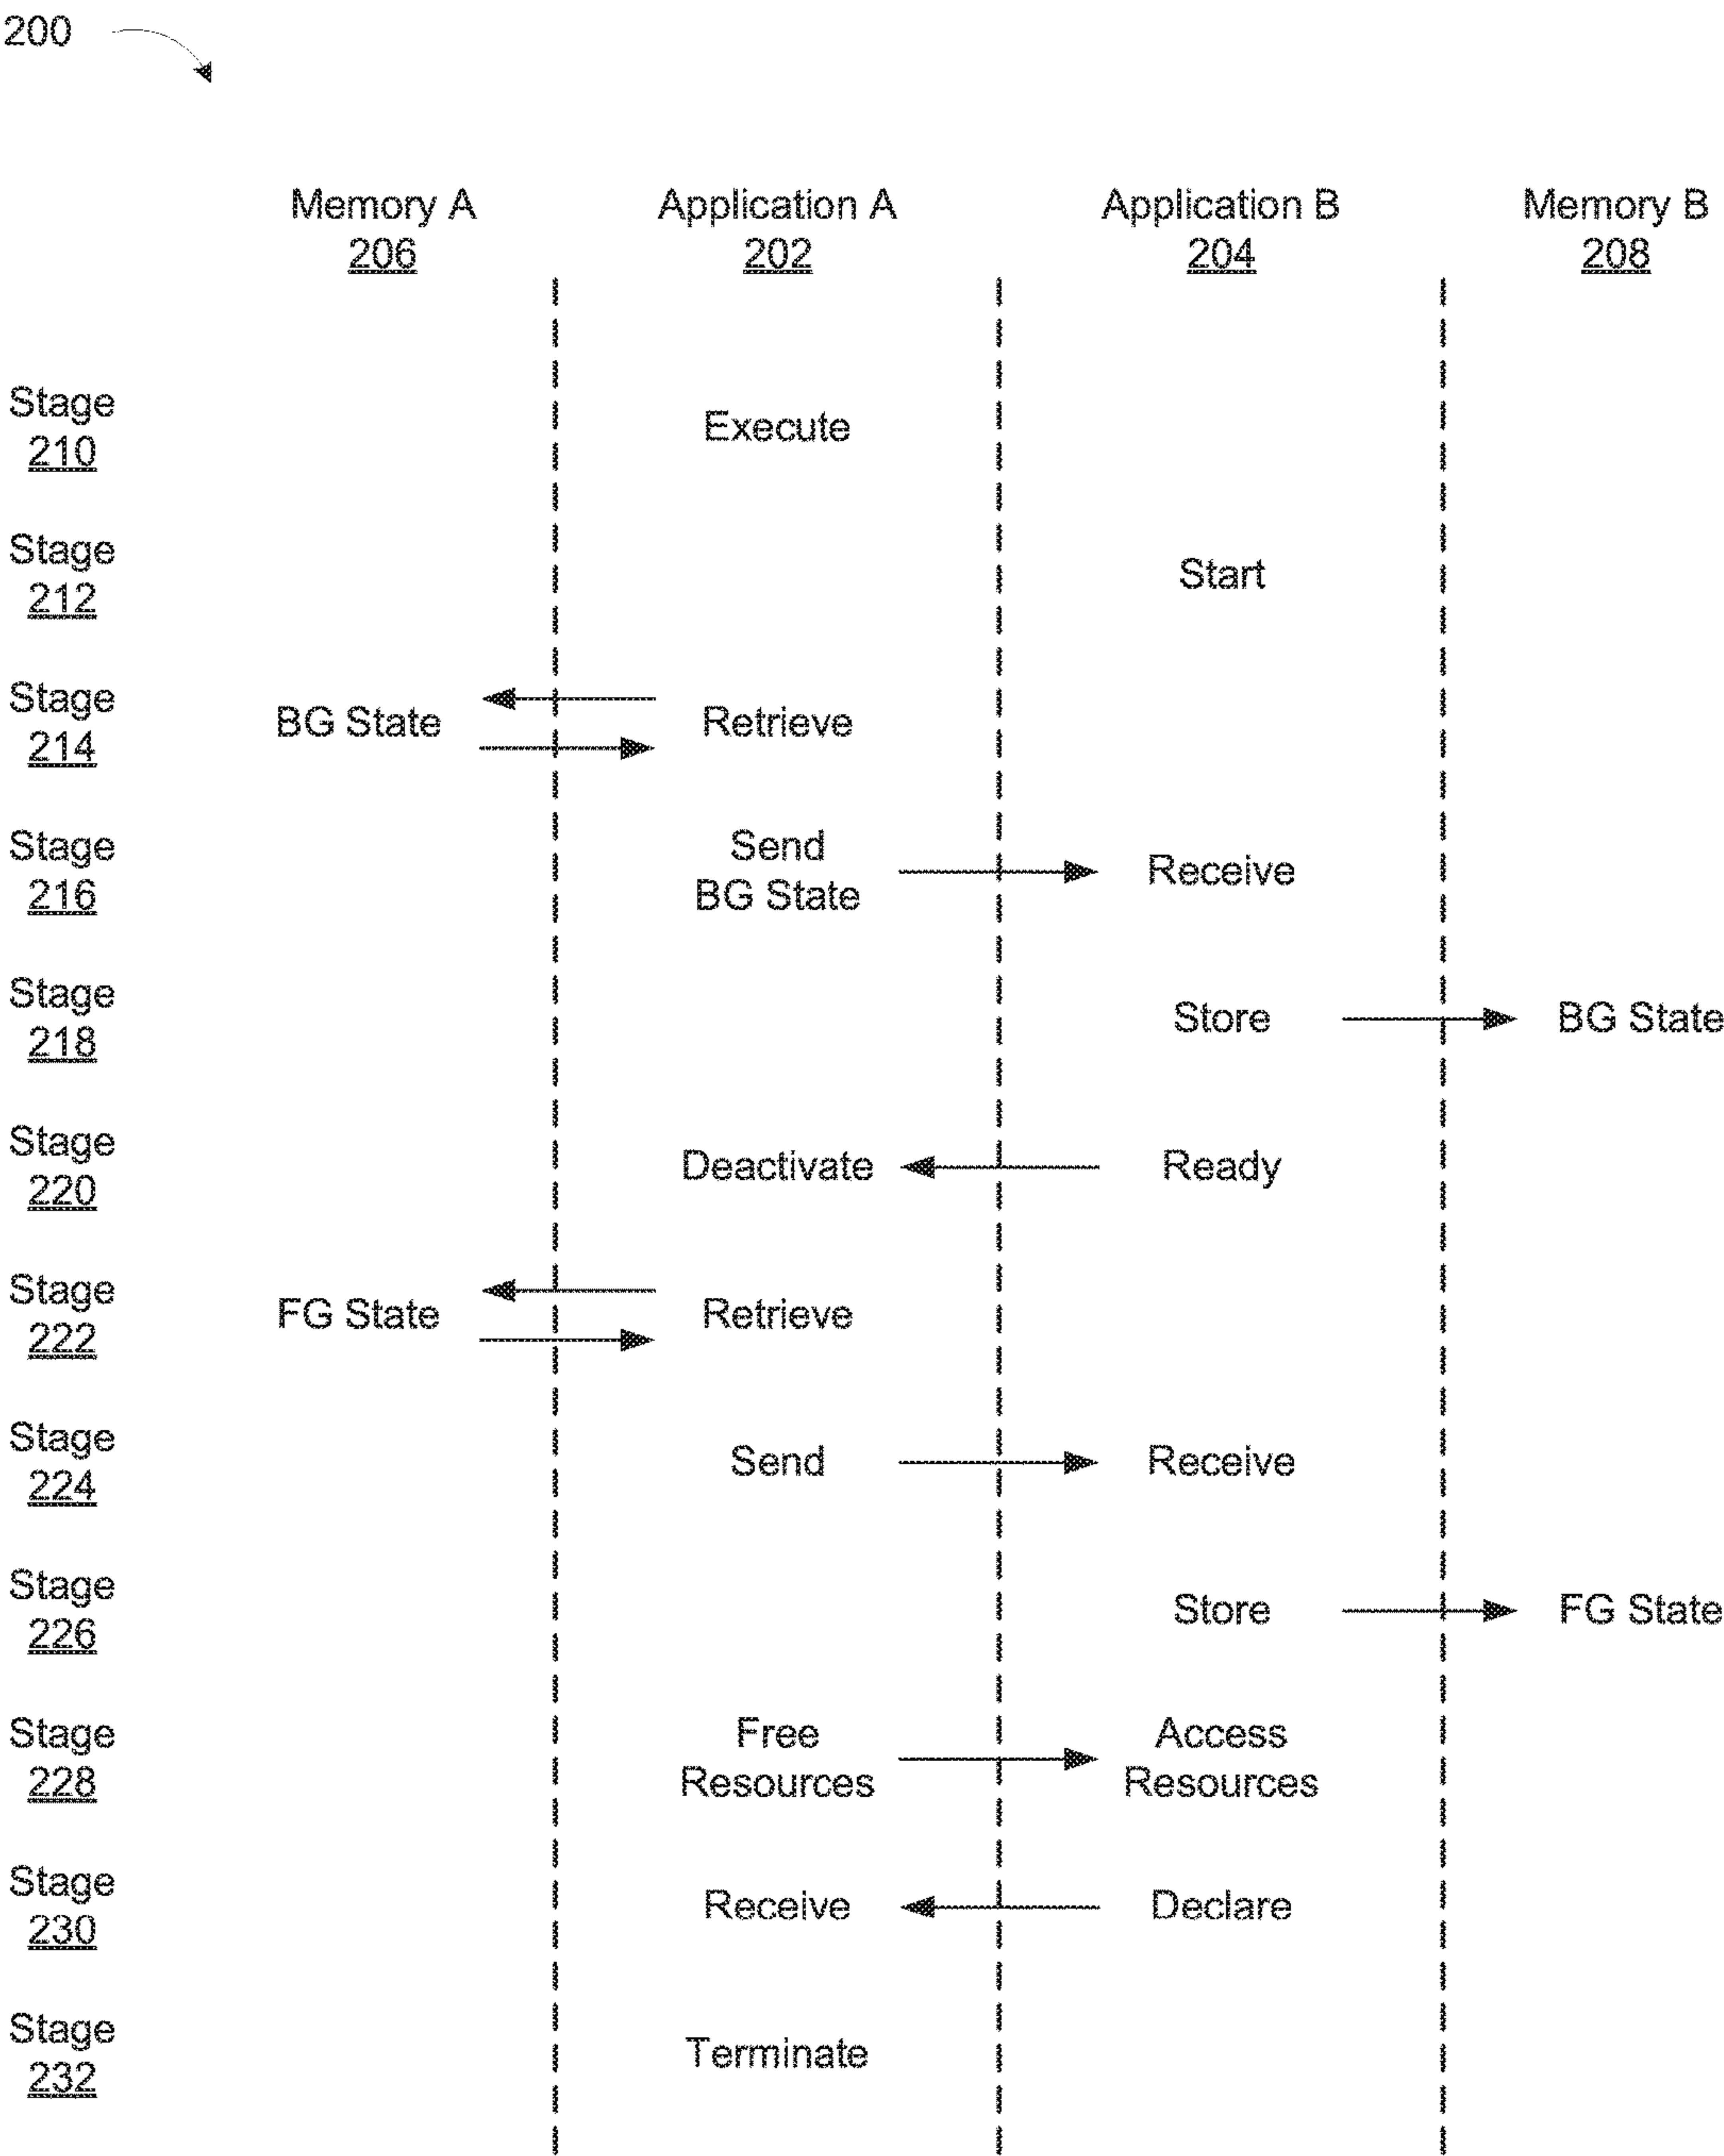 200
Memory A
206
Application A
202
Application B
204
Memory B
208
Stage
210
Execute
Stage
212
Start
Stage
214
BG State
Retrieve
Stage
216
Send
BG State
Receive
Stage
218
Store
BG State
Stage
220
Deactivate
Ready
Stage
222
FG State
Retrieve
Stage
224
Send
Receive
Stage
226
Store
FG State
Stage
228
Free
Resources
Access
Resources
Stage
230
Receive
Declare
Stage
232
Terminate